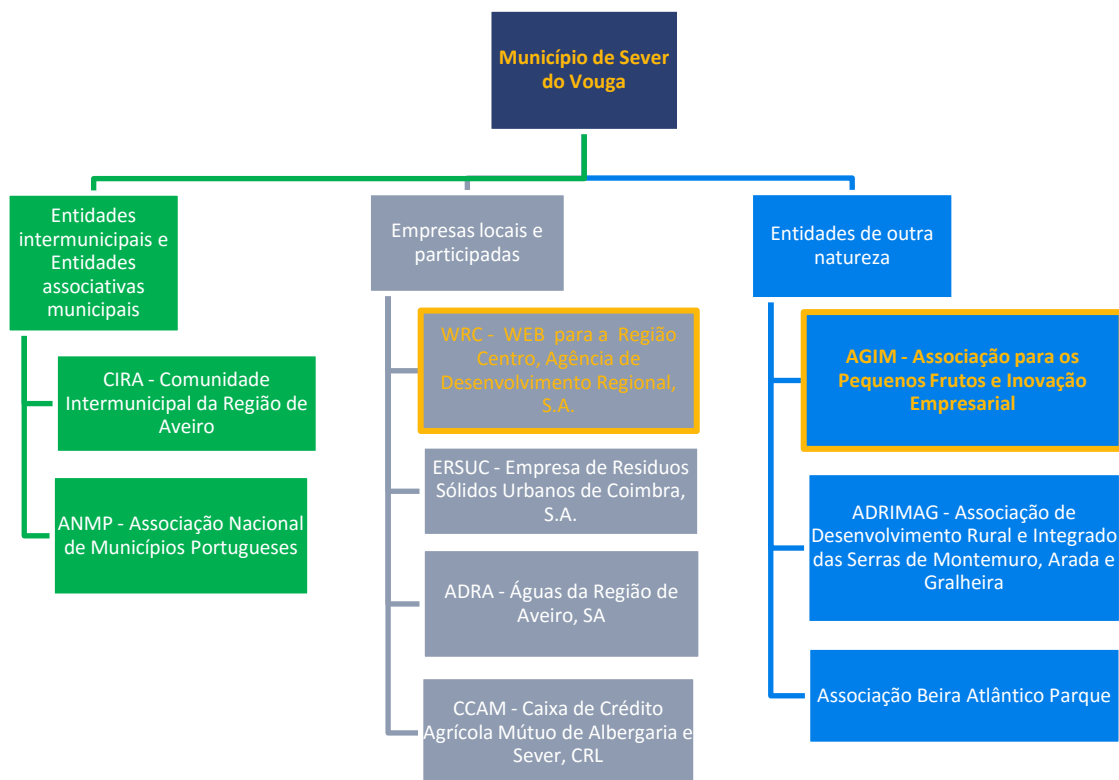 Município de Sever
do Vouga
Entidades
intermunicipais e
Entidades
associativas
municipais
CIRA - Comunidade
Intermunicipal da Região de
Aveiro
ANMP - Associação Nacional
de Municípios Portugueses
Empresas locais e
participadas
WRC - WEB para a Região
Centro, Agência de
Desenvolvimento Regional,
S.A.
ERSUC - Empresa de Residuos
Sólidos Urbanos de Coimbra,
S.A.
ADRA - Águas da Região de
Aveiro, SA
CCAM - Caixa de Crédito
Agrícola Mútuo de Albergaria e
Sever, CRL
Entidades de outra
natureza
AGIM - Associação para os
Pequenos Frutos e Inovação
Empresarial
ADRIMAG - Associação de
Desenvolvimento Rural e Integrado
das Serras de Montemuro, Arada e
Gralheira
Associação Beira Atlântico Parque